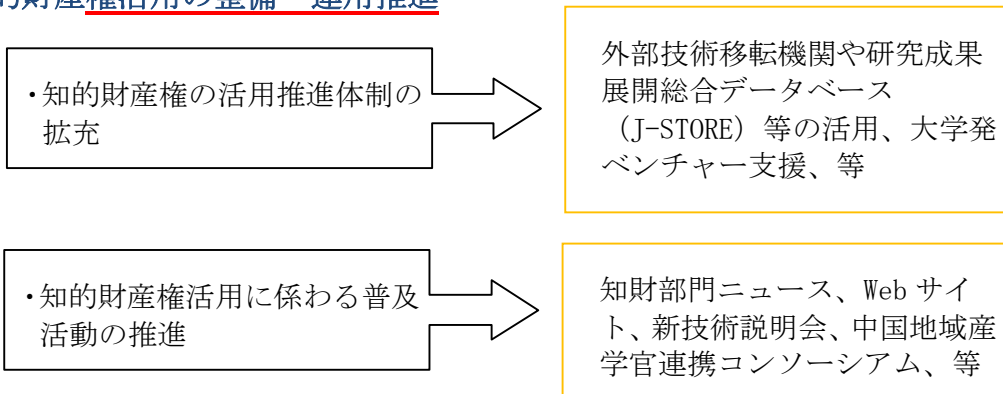 的財産権活用の整備・運用推進
・知的財産権の活用推進体制の
拡充
外部技術移転機関や研究成果
展開総合データベース
（J-STORE）等の活用、大学発
ベンチャー支援、等
・知的財産権活用に係わる普及
活動の推進
知財部門ニュース、Web サイ
ト、新技術説明会、中国地域産
学官連携コンソーシアム、等